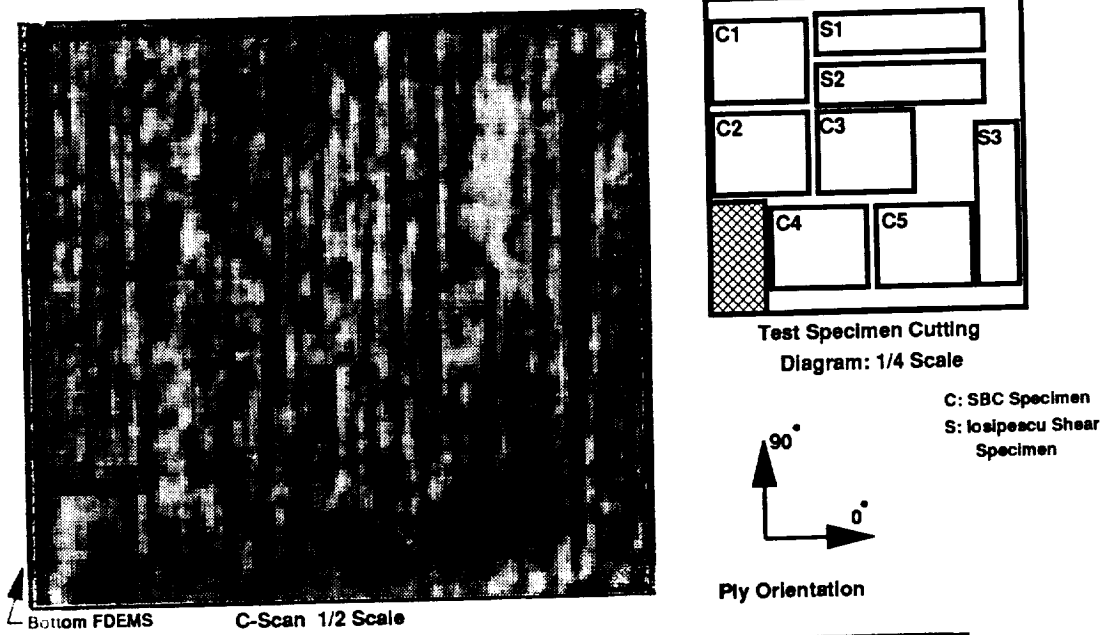 C1
S1
S2
C2
C3
S3
C4
C5
Test Specimen Cutting
Diagram: 1/4 Scale
C: SBC Specimen
S: Iosipescu Shear
Specimen
90°
0°
Ply Orientation
Bottom FDEMS
C-Scan 1/2 Scale